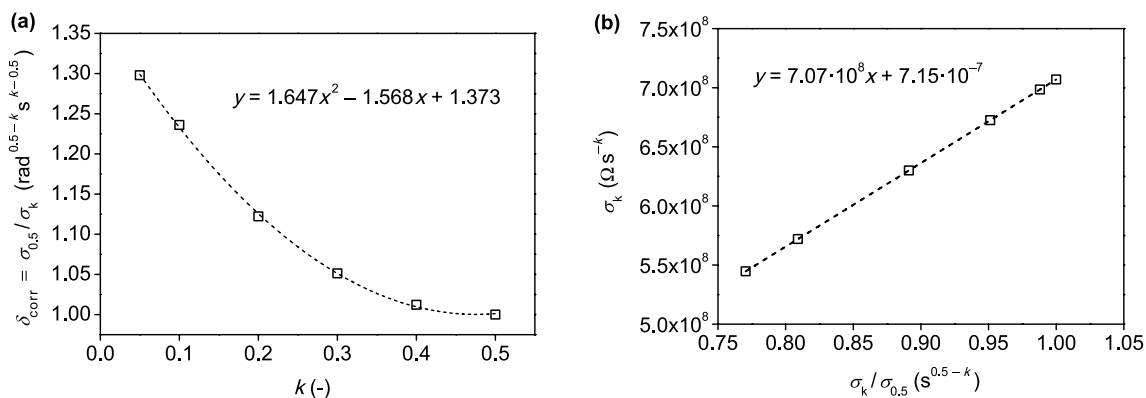 (a)
1.35
1.30
1.25
1.20
1.15
1.10
1.05
1.00
δcorr = σ0.5/σk (rad^0.5−k s^k−0.5)
y = 1.647x² − 1.568x + 1.373
0.0 0.1 0.2 0.3 0.4 0.5
k (-)
(b)
7.5x10⁸
7.0x10⁸
6.5x10⁸
6.0x10⁸
5.5x10⁸
5.0x10⁸
σk (Ω s^−k)
y = 7.07·10⁸x + 7.15·10⁻⁷
0.75 0.80 0.85 0.90 0.95 1.00 1.05
σk/σ0.5 (s^0.5−k)